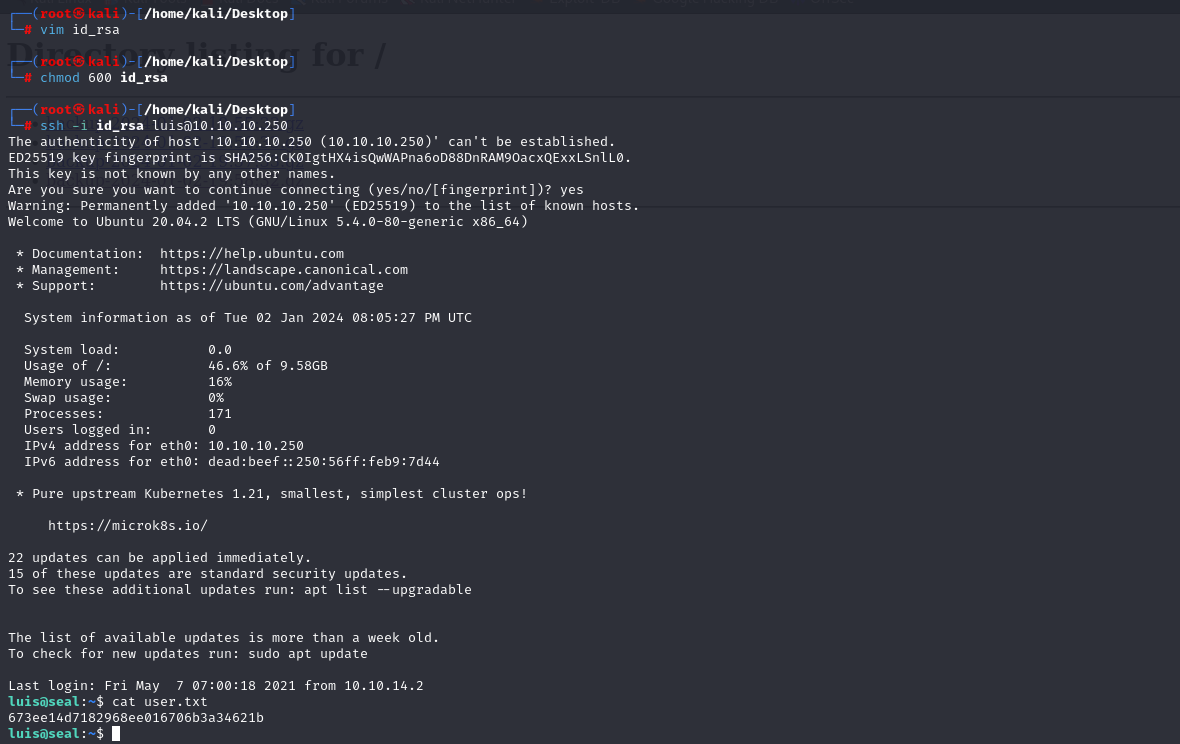 ┌──(root㉿kali)-[/home/kali/Desktop]
└─# vim id_rsa
Directory listing for /
┌──(root㉿kali)-[/home/kali/Desktop]
└─# chmod 600 id_rsa
┌──(root㉿kali)-[/home/kali/Desktop]
└─# ssh -i id_rsa luis@10.10.10.250
The authenticity of host '10.10.10.250 (10.10.10.250)' can't be established.
ED25519 key fingerprint is SHA256:CK0IgtHX4isQwWAPna6oD88DnRAM9OacxQExxLSnlL0.
This key is not known by any other names.
Are you sure you want to continue connecting (yes/no/[fingerprint])? yes
Warning: Permanently added '10.10.10.250' (ED25519) to the list of known hosts.
Welcome to Ubuntu 20.04.2 LTS (GNU/Linux 5.4.0-80-generic x86_64)
* Documentation:  https://help.ubuntu.com
* Management:     https://landscape.canonical.com
* Support:        https://ubuntu.com/advantage
System information as of Tue 02 Jan 2024 08:05:27 PM UTC
System load:           0.0
Usage of /:            46.6% of 9.58GB
Memory usage:          16%
Swap usage:            0%
Processes:             171
Users logged in:       0
IPv4 address for eth0: 10.10.10.250
IPv6 address for eth0: dead:beef::250:56ff:feb9:7d44
* Pure upstream Kubernetes 1.21, smallest, simplest cluster ops!
https://microk8s.io/
22 updates can be applied immediately.
15 of these updates are standard security updates.
To see these additional updates run: apt list --upgradable
The list of available updates is more than a week old.
To check for new updates run: sudo apt update
Last login: Fri May  7 07:00:18 2021 from 10.10.14.2
luis@seal:~$ cat user.txt
673ee14d7182968ee016706b3a34621b
luis@seal:~$